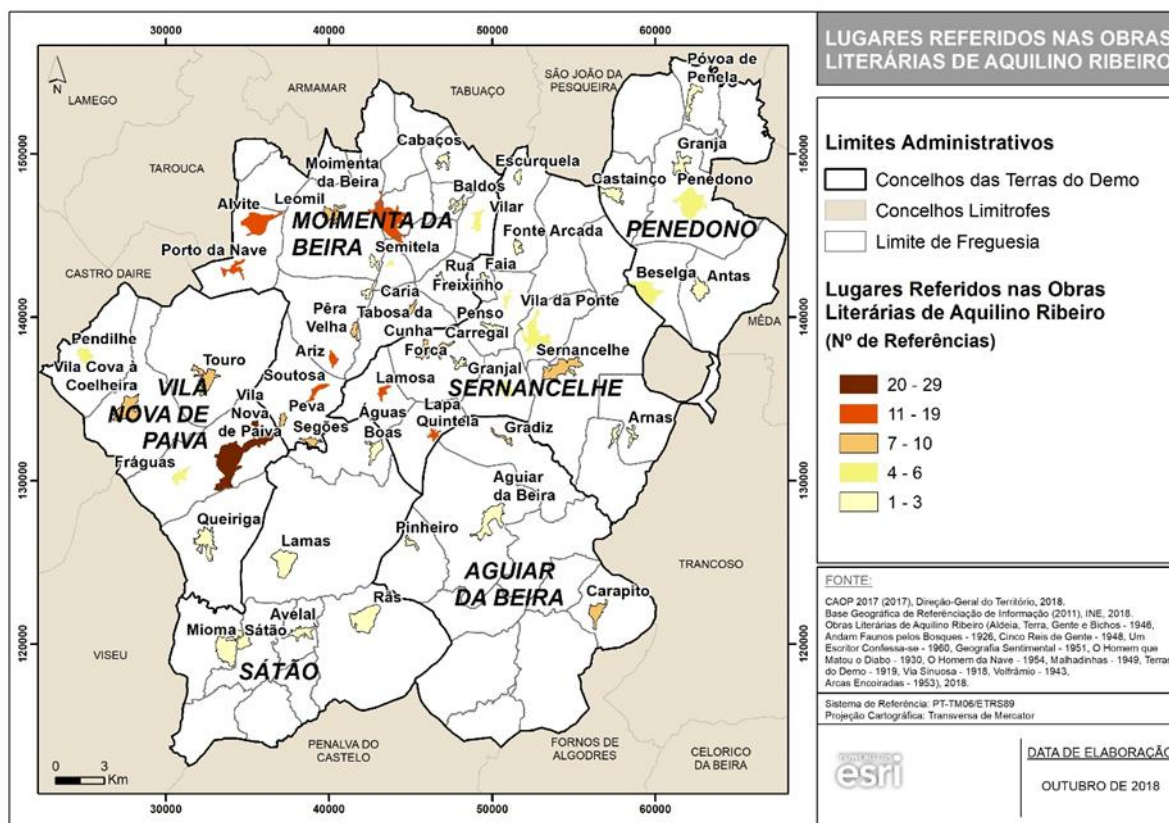 30000 40000 50000 60000
LUGARES REFERIDOS NAS OBRAS
LITERÁRIAS DE AQUILINO RIBEIRO
N
LAMEGO
ARMAMAR
TABUAÇO
SÃO JOÃO DA
PESQUEIRA
Póvoa de
Penela
TAROUCA
150000
150000
Cabaços
Escurquela
Granja
Moimenta
da Beira
Baldos
Castainço
Penedono
Alvite
Leomil
MOIMENTA DA
BEIRA
Vilar
PENEDONO
Fonte Arcada
Porto da Nave
Semitela
Rua
Faia
Freixinho
Beselga
Antas
CASTRO DAIRE
Caria
Vila da Ponte
140000
140000
Pêra
Velha
Tabosa da
Cunha
Penso
Carregal
MÊDA
Pendilhe
Touro
Ariz
Força
Sernancelhe
Vila Cova à
Coelheira
Soutosa
Lamosa
Granjal
SERNANCELHE
VILA
NOVA DE
PAIVA
Vila
Nova
de Paiva
Peva
Segões
Águas
Boas
Lapa
Quintela
Gradiz
Arnas
Fráguas
130000
130000
Aguiar
da Beira
Queiriga
Lamas
Pinheiro
AGUIAR
DA BEIRA
TRANCOSO
Carapito
Rãs
Avelal
Mioma
Sátão
SÁTÃO
120000
120000
VISEU
PENALVA DO
CASTELO
FORNOS DE
ALGODRES
CELORICO
DA BEIRA
0 3
Km
30000 40000 50000 60000
Limites Administrativos
Concelhos das Terras do Demo
Concelhos Limitrofes
Limite de Freguesia
Lugares Referidos nas Obras
Literárias de Aquilino Ribeiro
(Nº de Referências)
20 - 29
11 - 19
7 - 10
4 - 6
1 - 3
FONTE:
CAOP 2017 (2017), Direção-Geral do Território, 2018.
Base Geográfica de Referenciação de Informação (2011), INE, 2018.
Obras Literárias de Aquilino Ribeiro (Aldeia, Terra, Gente e Bichos - 1946,
Andam Faunos pelos Bosques - 1926, Cinco Reis de Gente - 1948, Um
Escritor Confessa-se - 1960, Geografia Sentimental - 1951, O Homem que
Matou o Diabo - 1930, O Homem da Nave - 1954, Malhadinhas - 1949, Terras
do Demo - 1919, Via Sinuosa - 1918, Volfrâmio - 1943,
Arcas Encoiradas - 1953), 2018.
Sistema de Referência: PT-TM06/ETRS89
Projeção Cartográfica: Transversa de Mercator
esri
DATA DE ELABORAÇÃO
OUTUBRO DE 2018